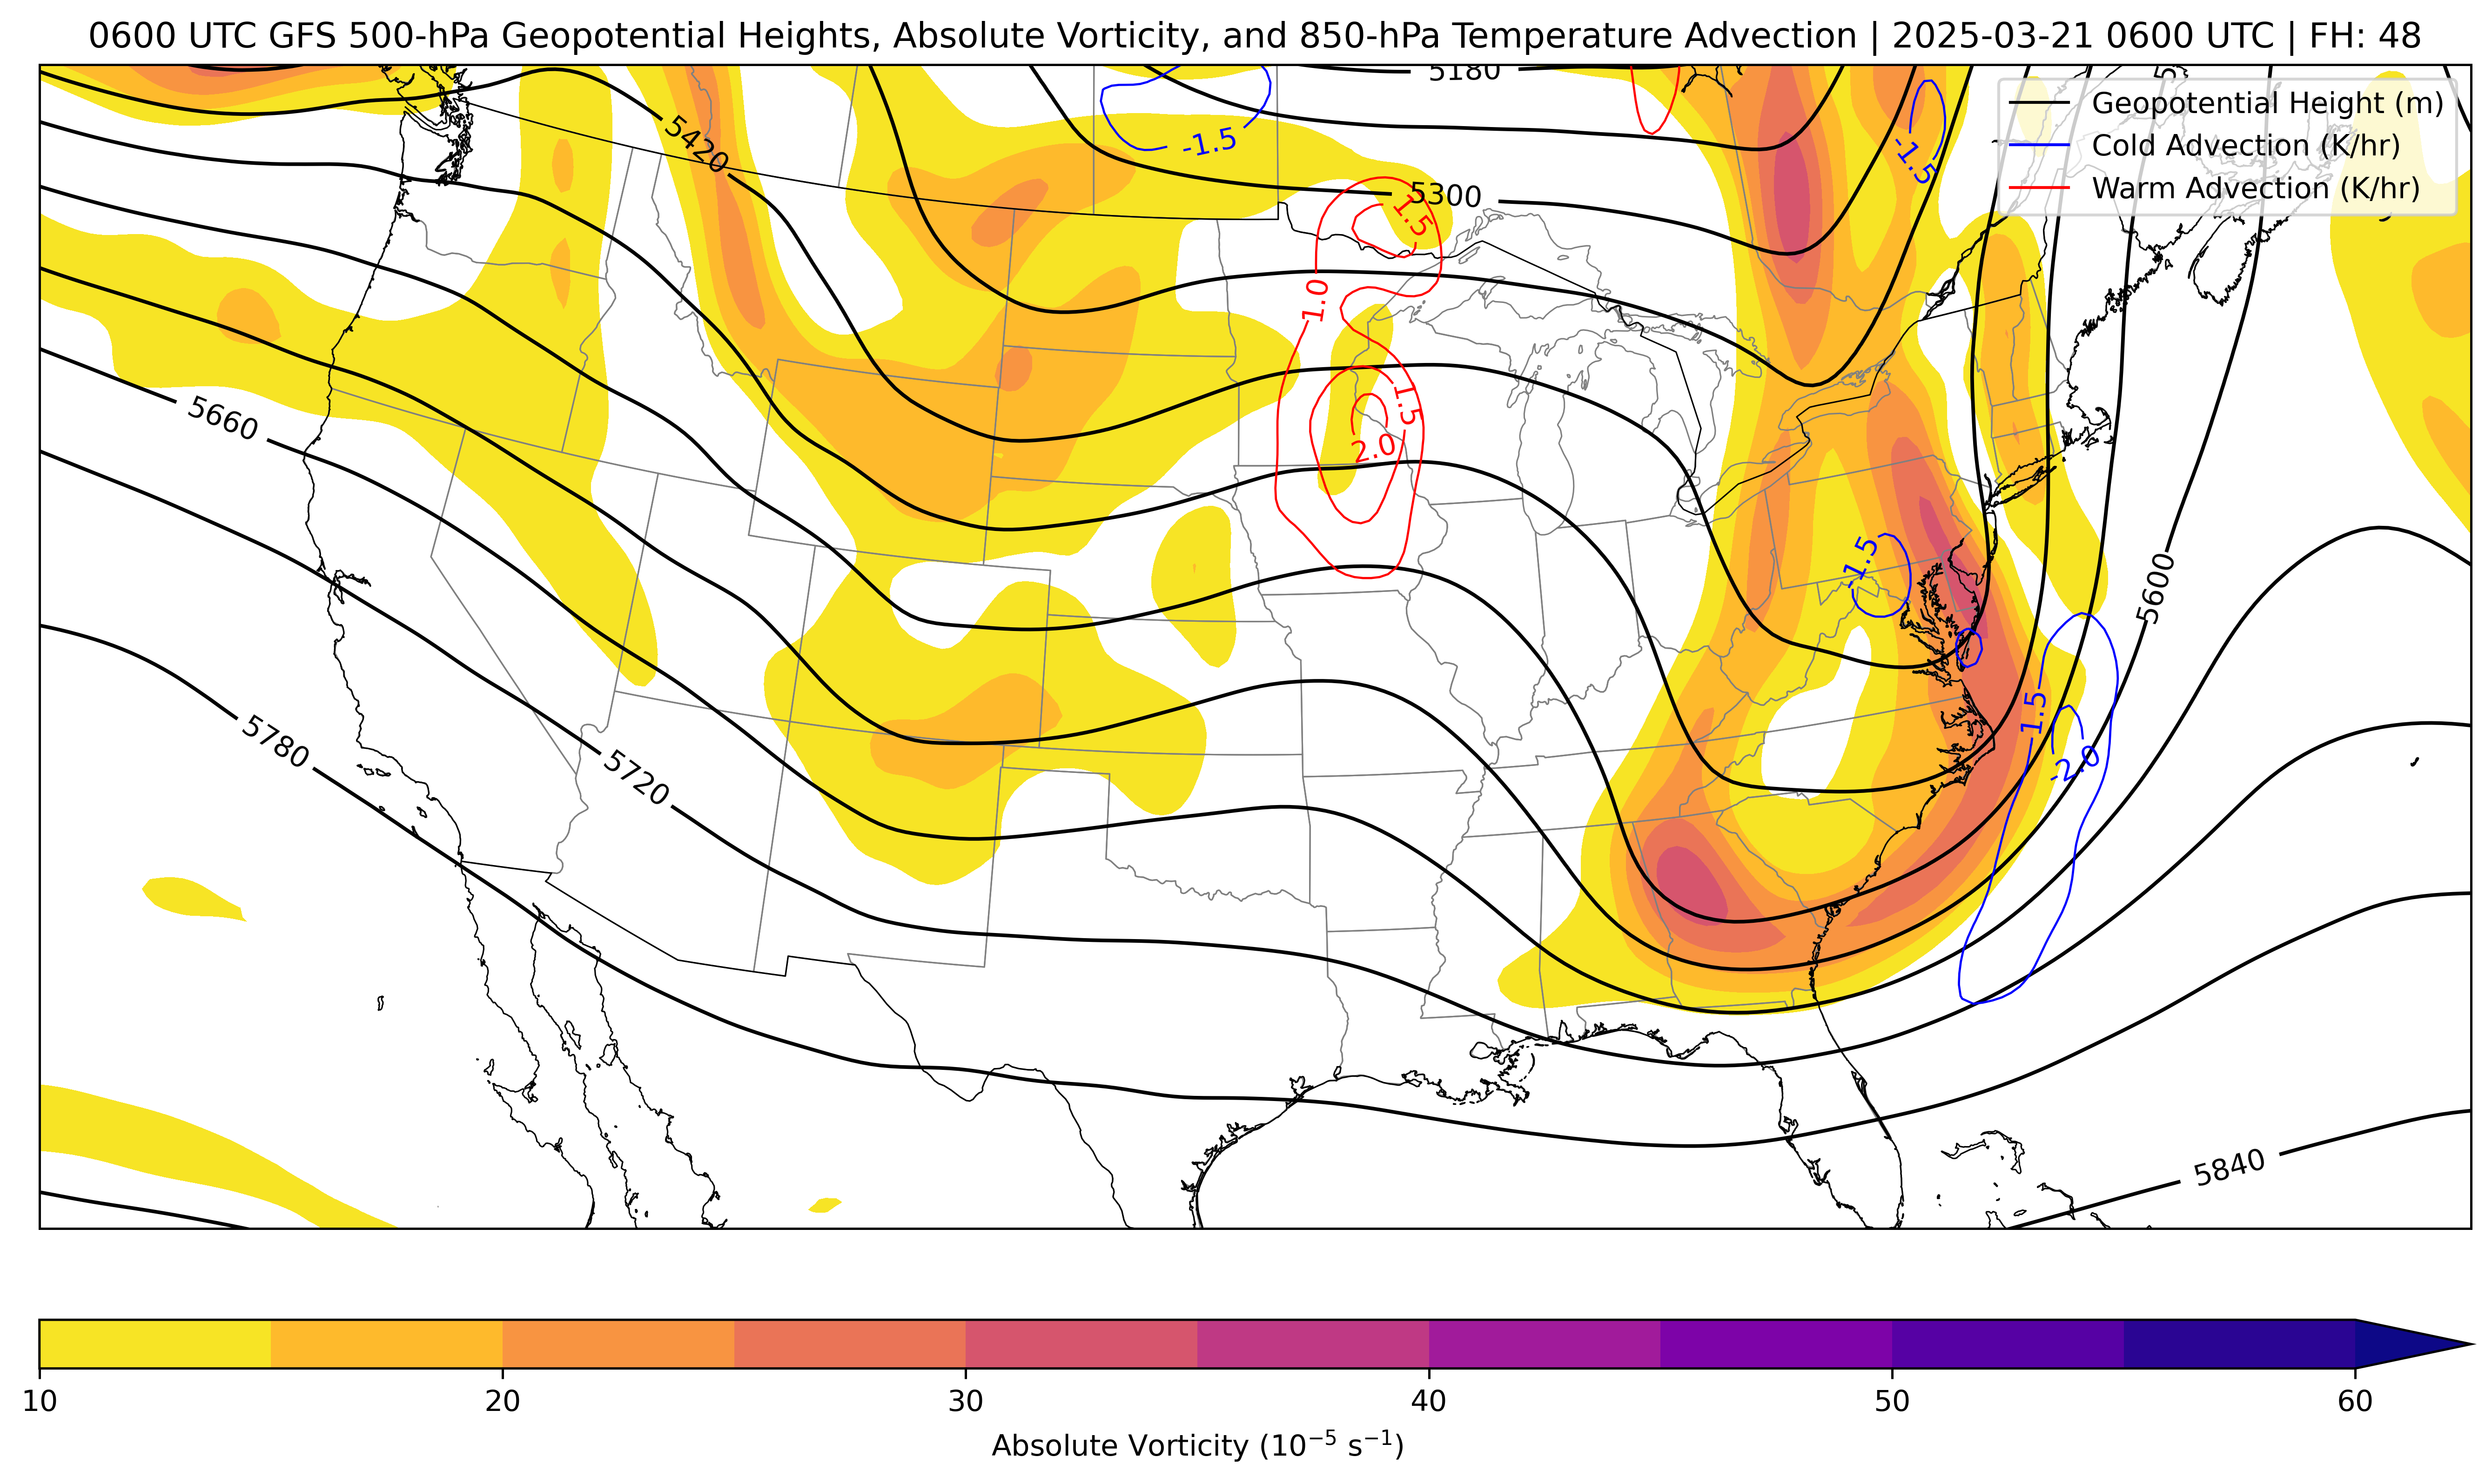 0600 UTC GFS 500-hPa Geopotential Heights, Absolute Vorticity, and 850-hPa Temperature Advection | 2025-03-21 0600 UTC | FH: 48
5180
Geopotential Height (m)
Cold Advection (K/hr)
Warm Advection (K/hr)
5420
-1.5
-1.5
5300
1.5
1.0
1.5
5660
2.0
-1.5
5600
-1.5
5780
5720
-2.0
5840
10 20 30 40 50 60
Absolute Vorticity (10⁻⁵ s⁻¹)